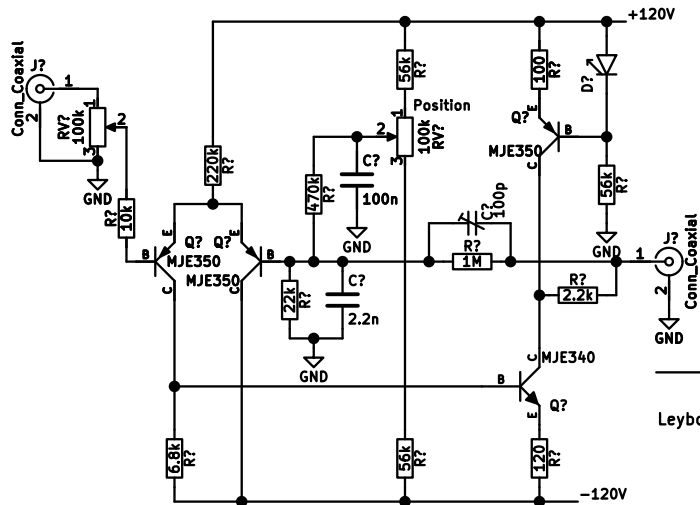 +120V
J?
Conn_Coaxial
1
2
RV?
100k
1
2
3
GND
R?
10k
220k
R?
56k
R?
Position
1
2
3
100k
RV?
470k
R?
C?
100n
GND
100
R?
D?
Q?
E
B
C
MJE350
56k
R?
GND
E
Q?
B
MJE350
C
E
Q?
B
MJE350
C
22k
R?
C?
2.2n
GND
C?
100p
R?
1M
R?
2.2k
J?
Conn_Coaxial
1
2
GND
C
MJE340
B
Q?
E
6.8k
R?
56k
R?
120
R?
-120V
Leybo